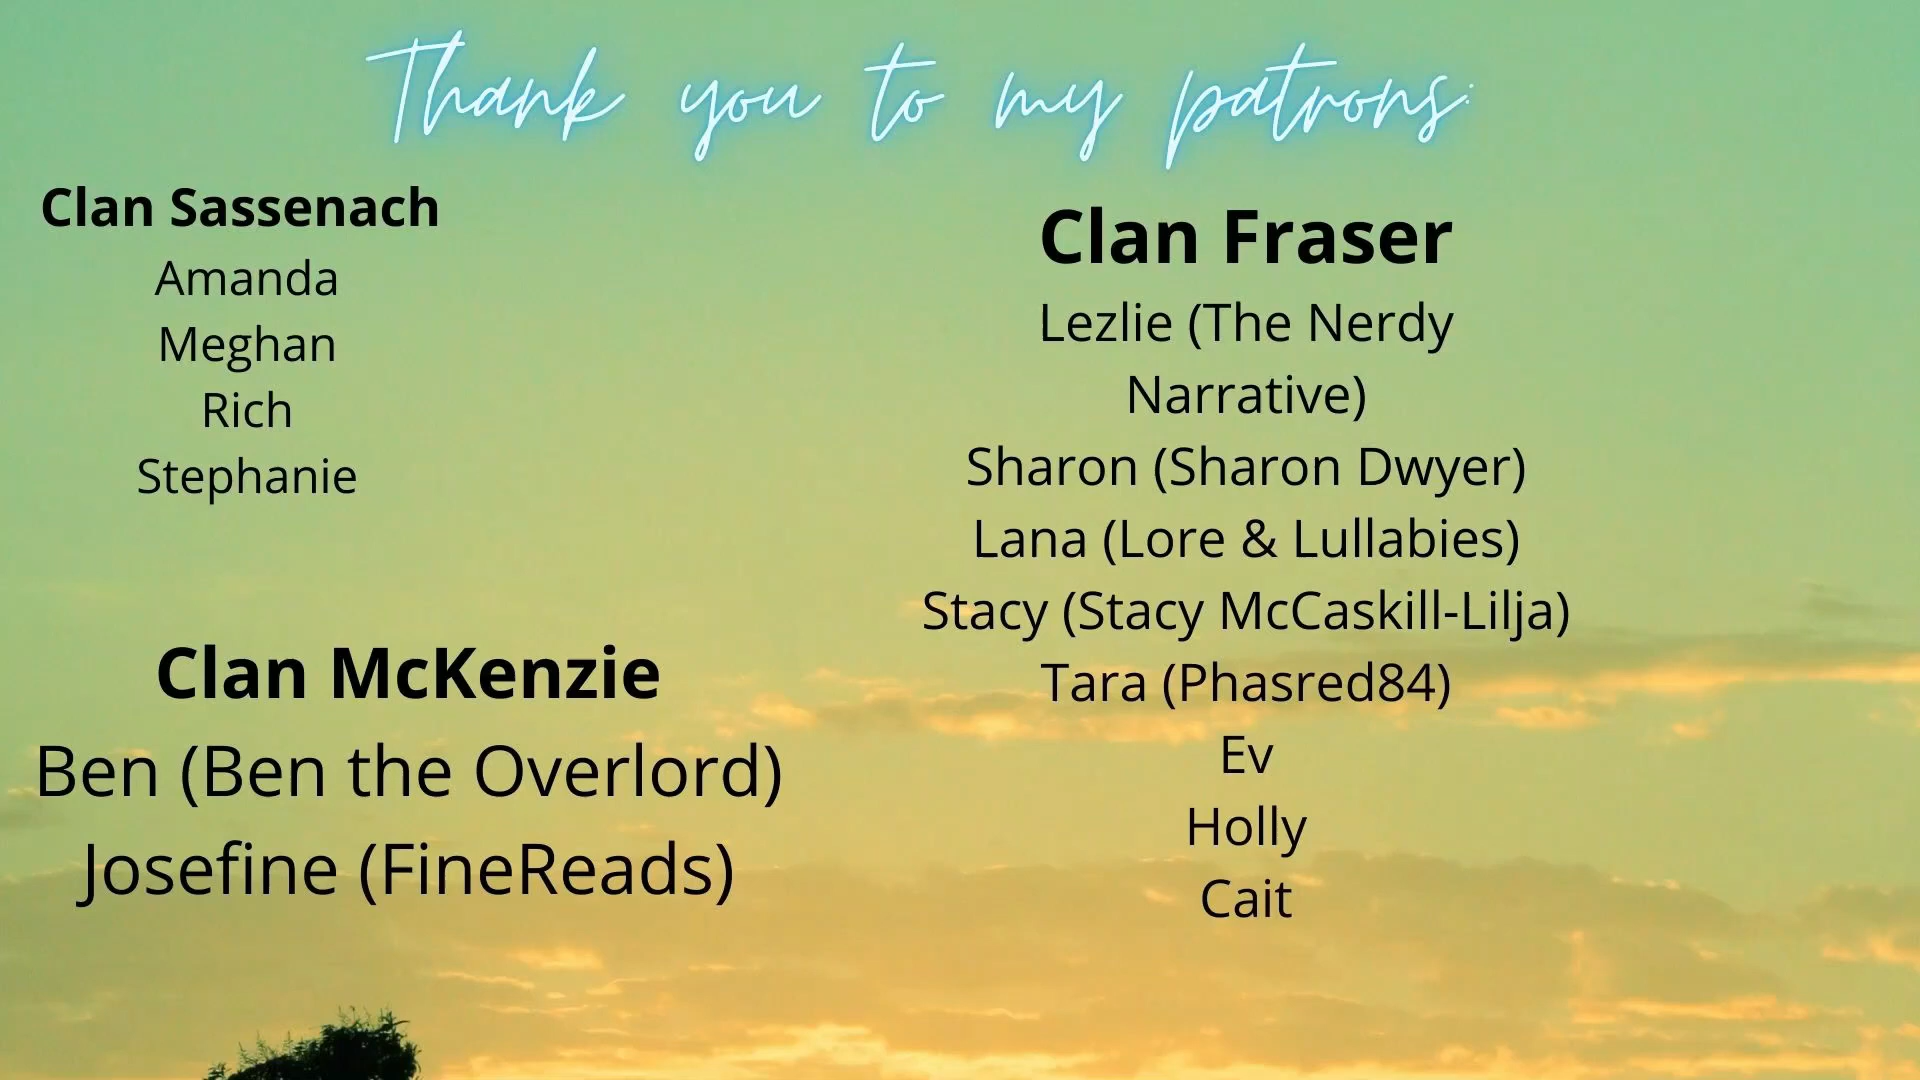 Thank you to my patrons:
Clan Sassenach
Amanda
Meghan
Rich
Stephanie
Clan McKenzie
Ben (Ben the Overlord)
Josefine (FineReads)
Clan Fraser
Lezlie (The Nerdy
Narrative)
Sharon (Sharon Dwyer)
Lana (Lore & Lullabies)
Stacy (Stacy McCaskill-Lilja)
Tara (Phasred84)
Ev
Holly
Cait